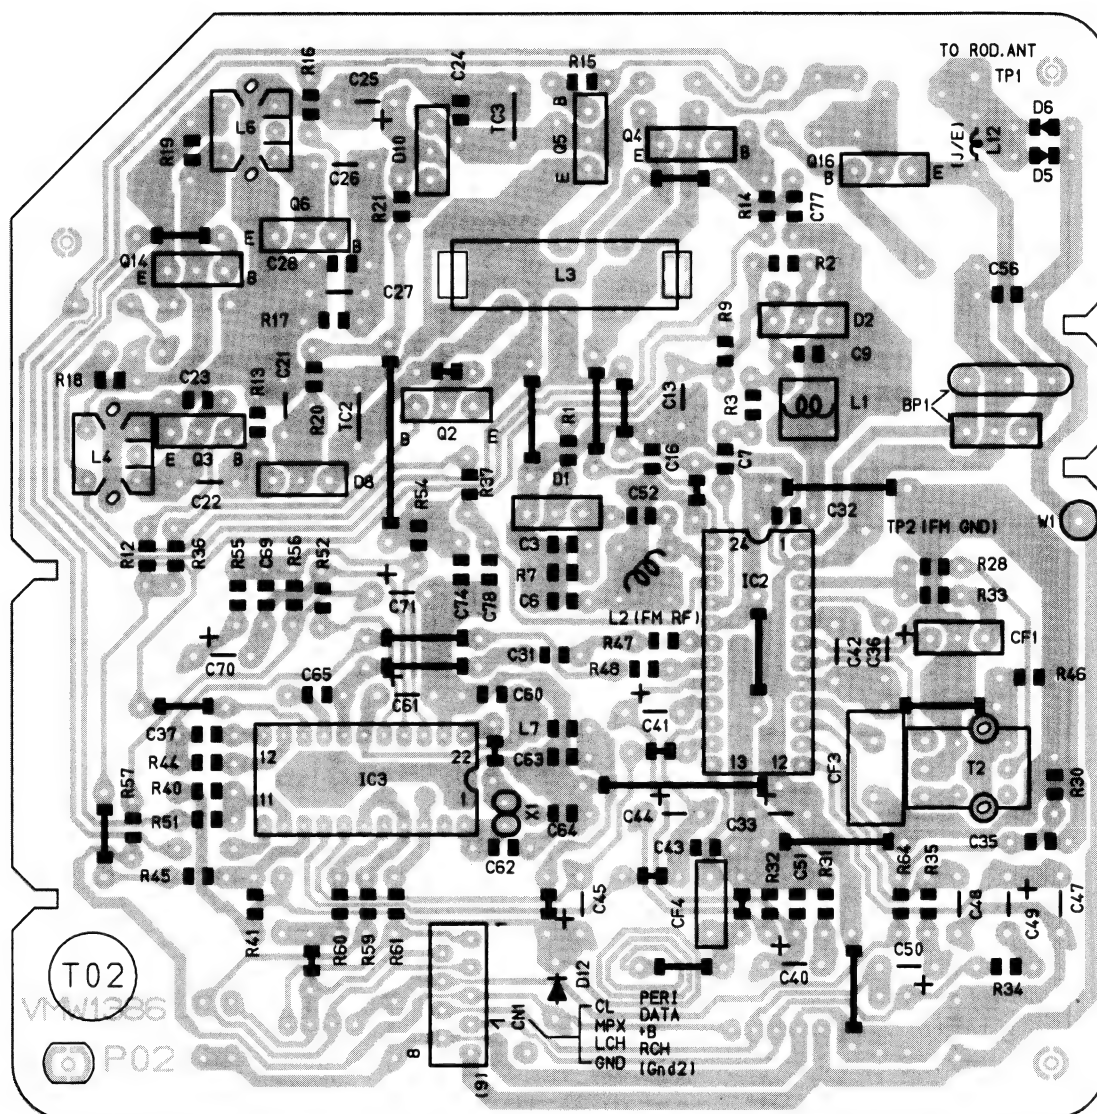 TO ROD.ANT
TP1
R16
C25
C24
R15
D6
L6
TC3
B
Q5
E
Q4
E
B
(J/E)
L12
R19
D10
Q16
B
E
D5
C26
R21
R14
C77
Q6
E
B
Q14
E
B
C28
L3
R2
C56
C27
R17
R9
D2
C9
R18
C23
R13
C21
R20
TC2
C13
R3
L1
BP1
Q2
B
E
R1
L4
E
Q3
B
D8
C16
C7
C22
R54
R37
D1
C52
C32
TP2 (FM GND)
W1
R12
R36
R55
C69
R56
R52
C3
24
1
IC2
R28
R7
C71
C74
C78
C6
R33
L2 (FM RF)
R47
C42
C36
CF1
C70
C31
R48
R46
C65
C61
C60
C41
C37
L7
R44
12
22
IC3
C63
13
12
CF3
T2
R57
R40
11
1
X1
R30
R51
C64
C44
C33
C62
C43
R32
C51
R31
R64
R35
C35
R45
C45
CF4
C48
C49
C47
R41
R60
R59
R61
1
T02
D12
C40
C50
R34
VMW1386
CN1
1
CL
PERI
DATA
MPX
+B
LCH
RCH
GND
(Gnd2)
P02
8
(9)